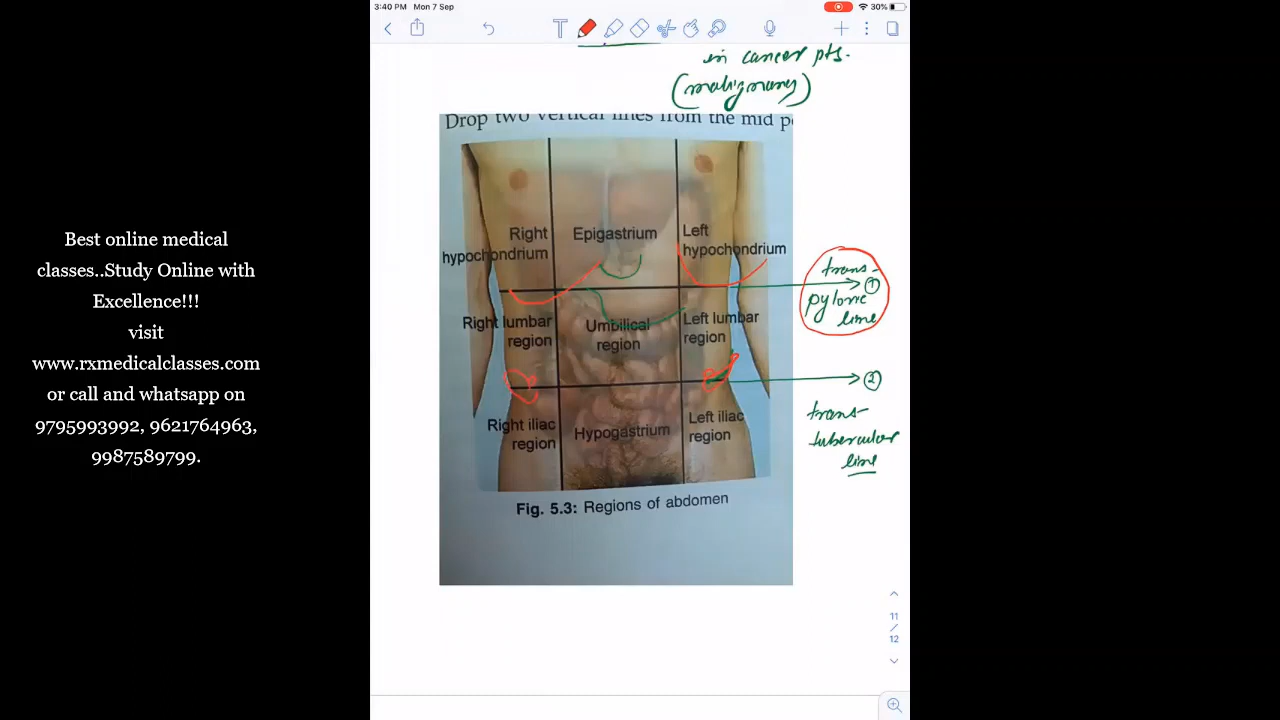 3:40 PM Mon 7 Sep
30%
T
in cancer pts.
(malignancy)
Drop two vertical lines from the mid p
Right
hypochondrium
Epigastrium
Left
hypochondrium
trans-
pyloric
line
1
Right lumbar
region
Umbilical
region
Left lumbar
region
2
trans-
tubercular
line
Right iliac
region
Hypogastrium
Left iliac
region
Fig. 5.3: Regions of abdomen
Best online medical
classes..Study Online with
Excellence!!!
visit
www.rxmedicalclasses.com
or call and whatsapp on
9795993992, 9621764963,
9987589799.
11
/
12